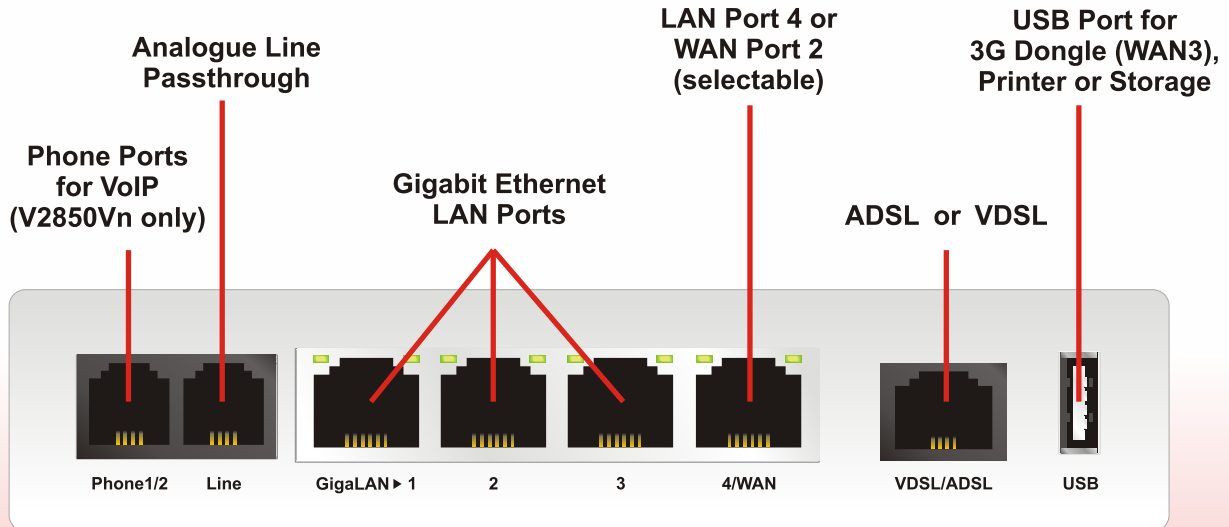 Analogue Line
Passthrough
LAN Port 4 or
WAN Port 2
(selectable)
USB Port for
3G Dongle (WAN3),
Printer or Storage
Phone Ports
for VoIP
(V2850Vn only)
Gigabit Ethernet
LAN Ports
ADSL or VDSL
Phone1/2 Line GigaLAN ▶ 1 2 3 4/WAN VDSL/ADSL USB